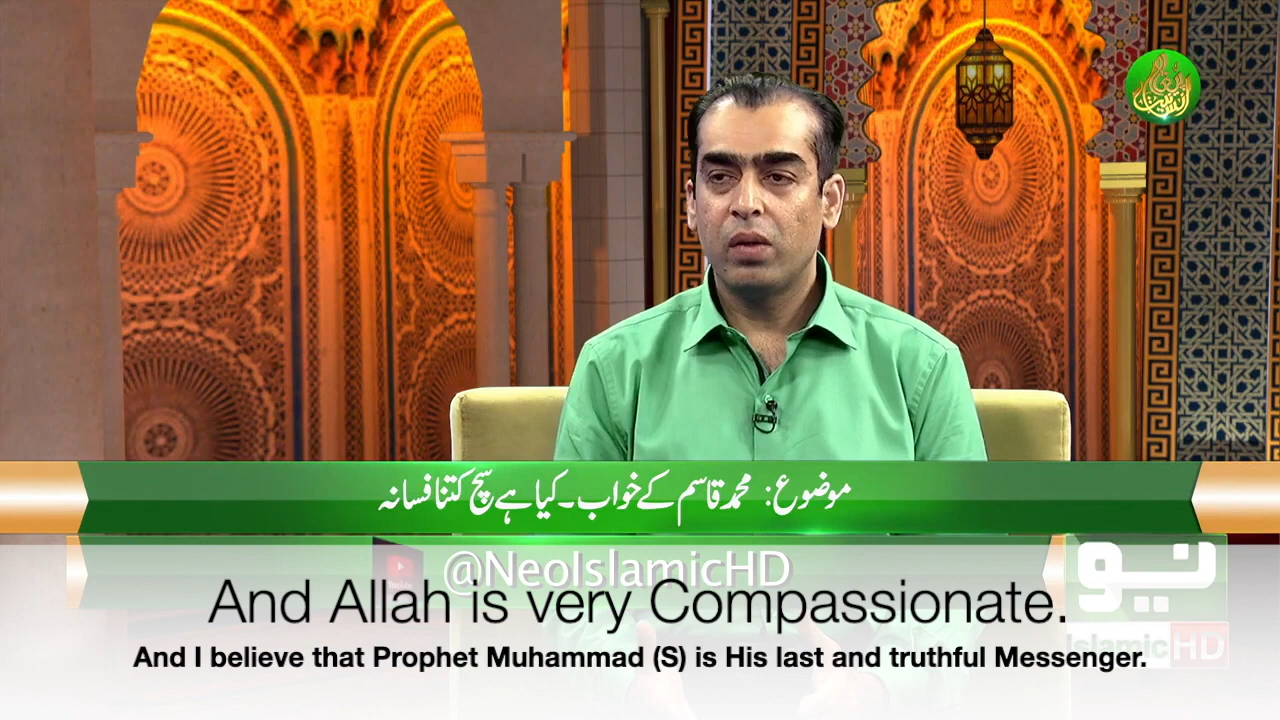 موضوع: محمد قاسم کے خواب۔ کیا ہے سچ کتنا فسانہ
@NeoIslamicHD
نیو
IslamicHD
And Allah is very Compassionate.
And I believe that Prophet Muhammad (S) is His last and truthful Messenger.